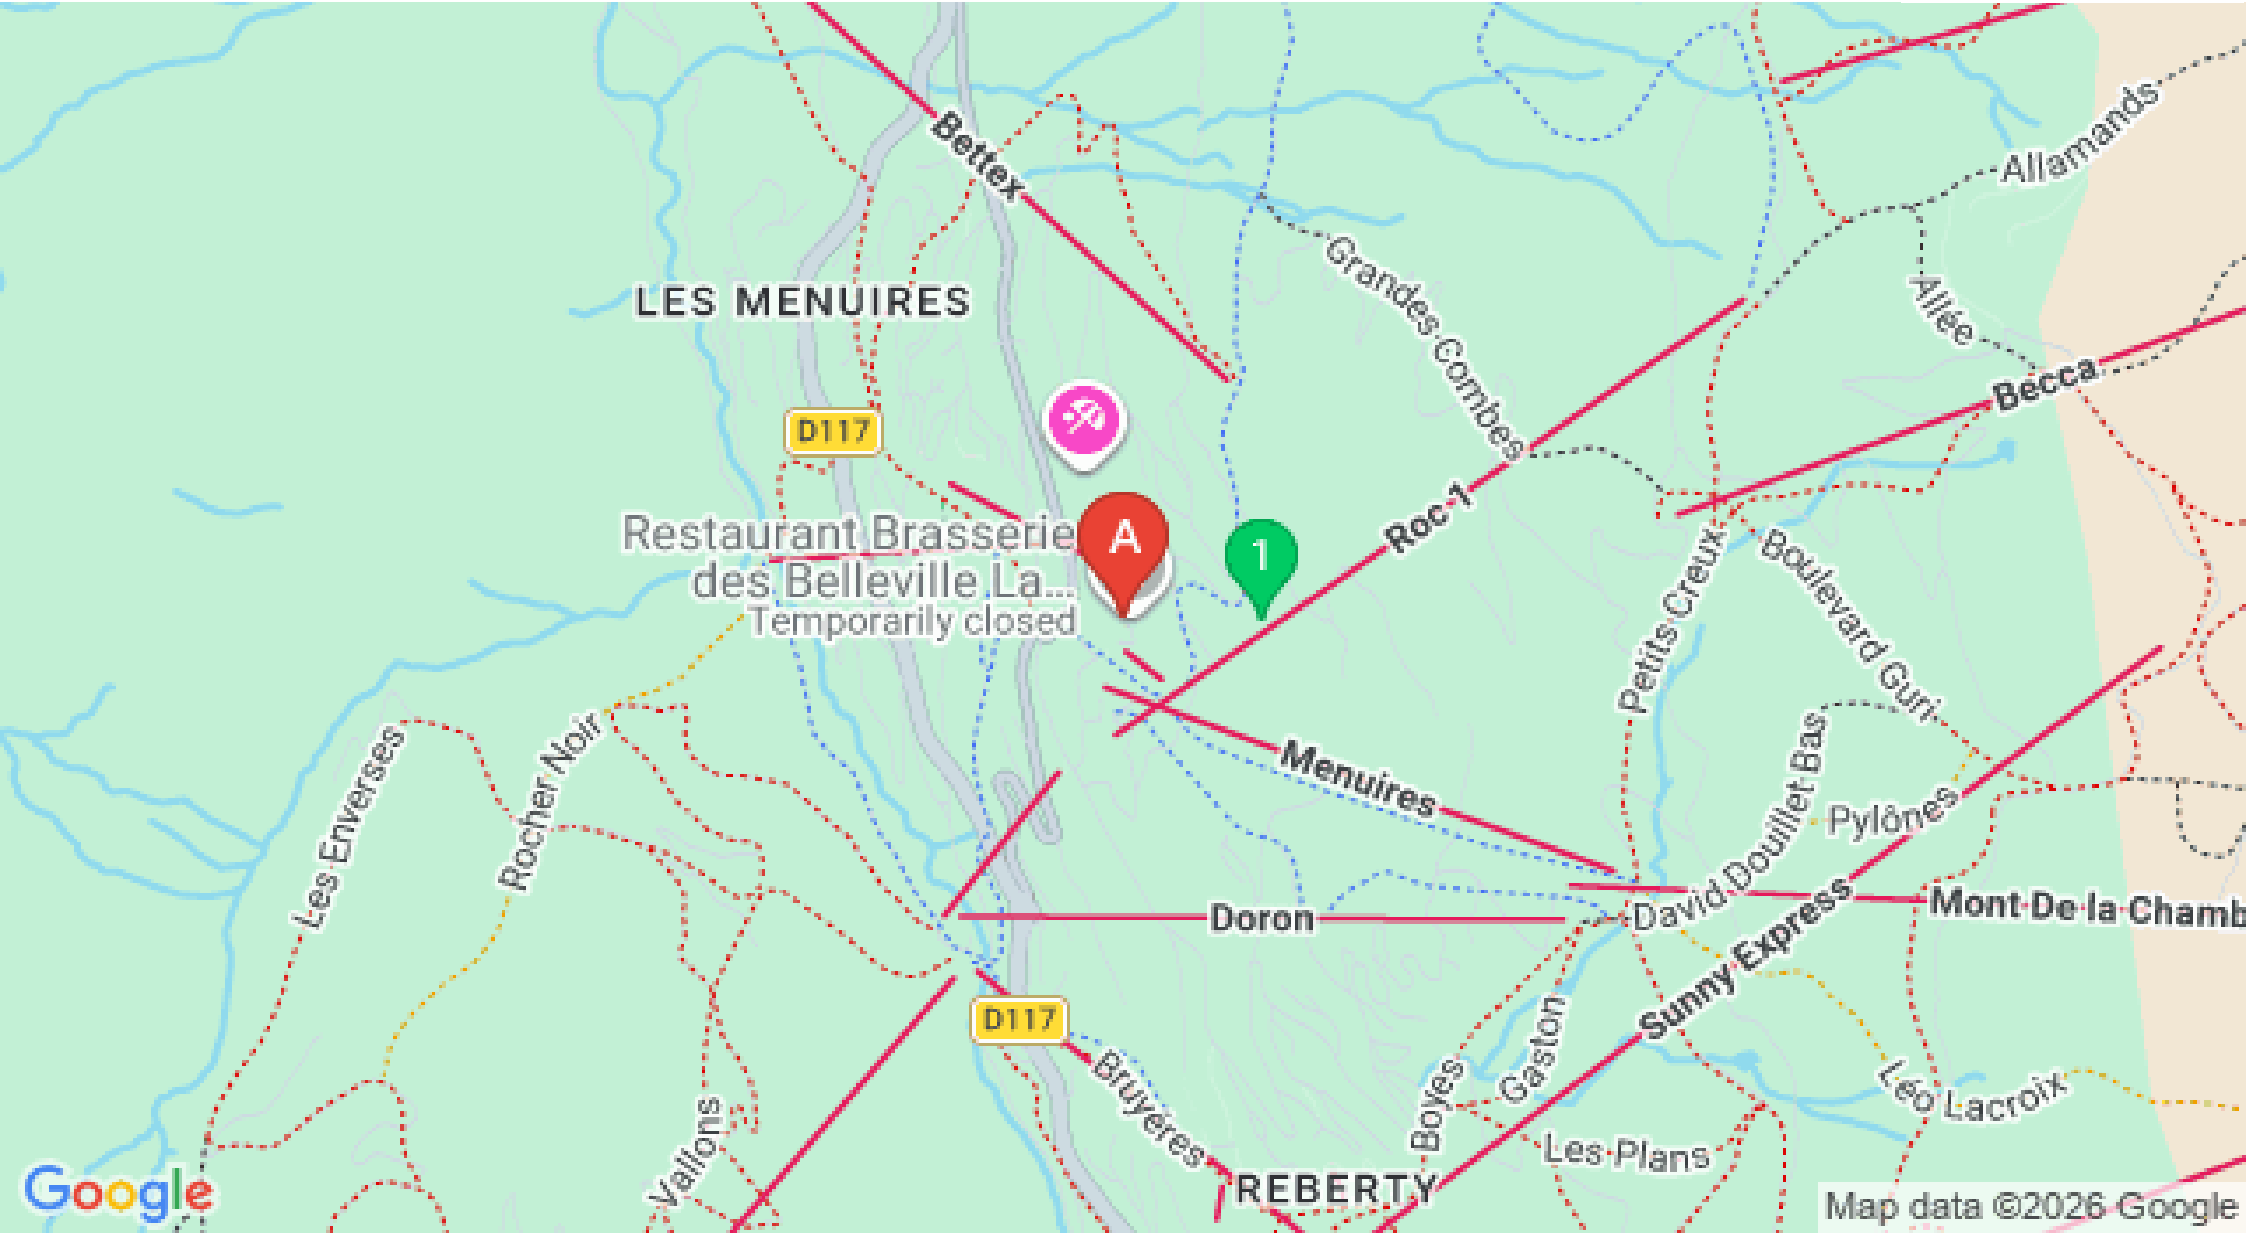 Bettex
Allamands
Grandes Combes
Allée
LES MENUIRES
Becca
D117
Roc 1
Restaurant Brasserie
des Belleville La...
Temporarily closed
A
1
Petits Creux
Boulevard Guri
Les Enverses
Rocher Noir
Menuires
David Douillet Bas
Pylônes
Doron
Mont De la Chamb
Sunny Express
D117
Bruyères
Gaston
Boyes
Léo Lacroix
Les Plans
Vallons
REBERTY
Google
Map data ©2026 Google